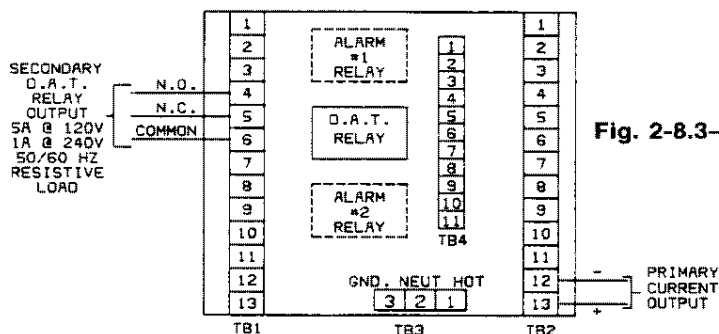 SECONDARY
O.A.T.
RELAY
OUTPUT
5A @ 120V
1A @ 240V
50/60 HZ
RESISTIVE
LOAD
N.O.
N.C.
COMMON
1
2
3
4
5
6
7
8
9
10
11
12
13
TB1
ALARM
#1
RELAY
O.A.T.
RELAY
ALARM
#2
RELAY
1
2
3
4
5
6
7
8
9
10
11
TB4
GND. NEUT HOT
3 2 1
TB3
1
2
3
4
5
6
7
8
9
10
11
12
13
TB2
Fig. 2-8.3-
-
PRIMARY
CURRENT
OUTPUT
+